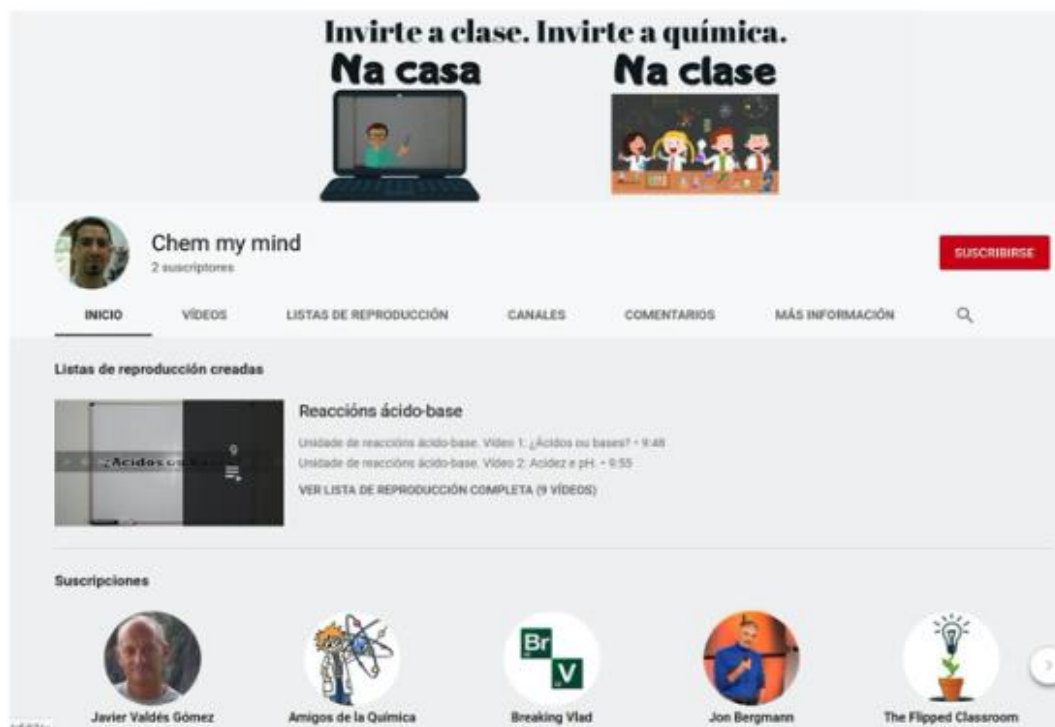 Invirte a clase. Invirte a química.
Na casa
Na clase
Chem my mind
2 suscriptores
SUSCRIBIRSE
INICIO
VÍDEOS
LISTAS DE REPRODUCCIÓN
CANALES
COMENTARIOS
MÁS INFORMACIÓN
Listas de reproducción creadas
9
¿Acidos ou
Reaccións ácido-base
Unidade de reaccións ácido-base. Vídeo 1: ¿Ácidos ou bases? • 9:48
Unidade de reaccións ácido-base. Vídeo 2: Acidez e pH. • 9:55
VER LISTA DE REPRODUCCIÓN COMPLETA (9 VÍDEOS)
Suscripciones
Br
V
Javier Valdés Gómez
Amigos de la Química
Breaking Vlad
Jon Bergmann
The Flipped Classroom